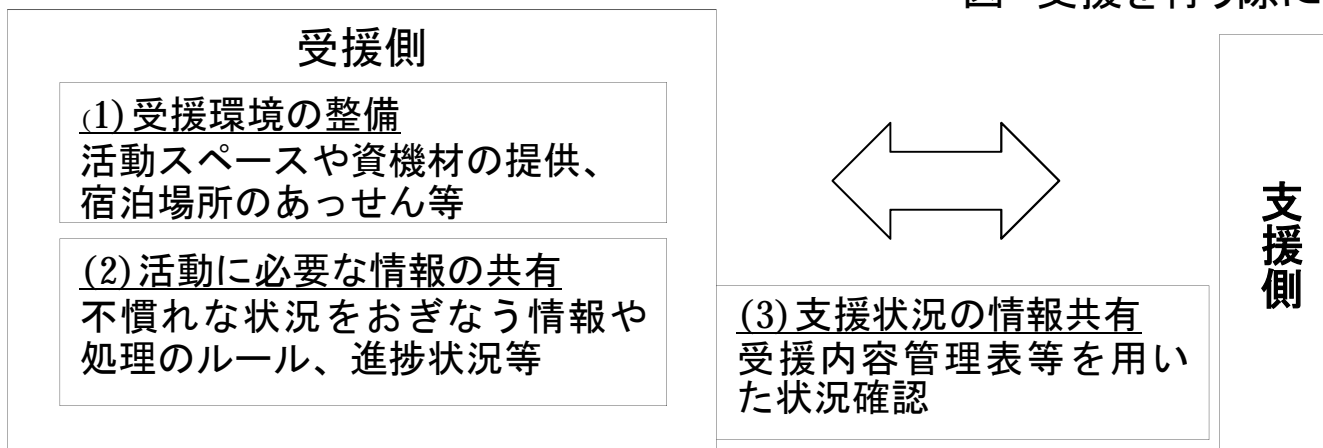 受援側
(1)受援環境の整備
活動スペースや資機材の提供、
宿泊場所のあっせん等
(2)活動に必要な情報の共有
不慣れな状況をおぎなう情報や
処理のルール、進捗状況等
(3)支援状況の情報共有
受援内容管理表等を用い
た状況確認
支援側